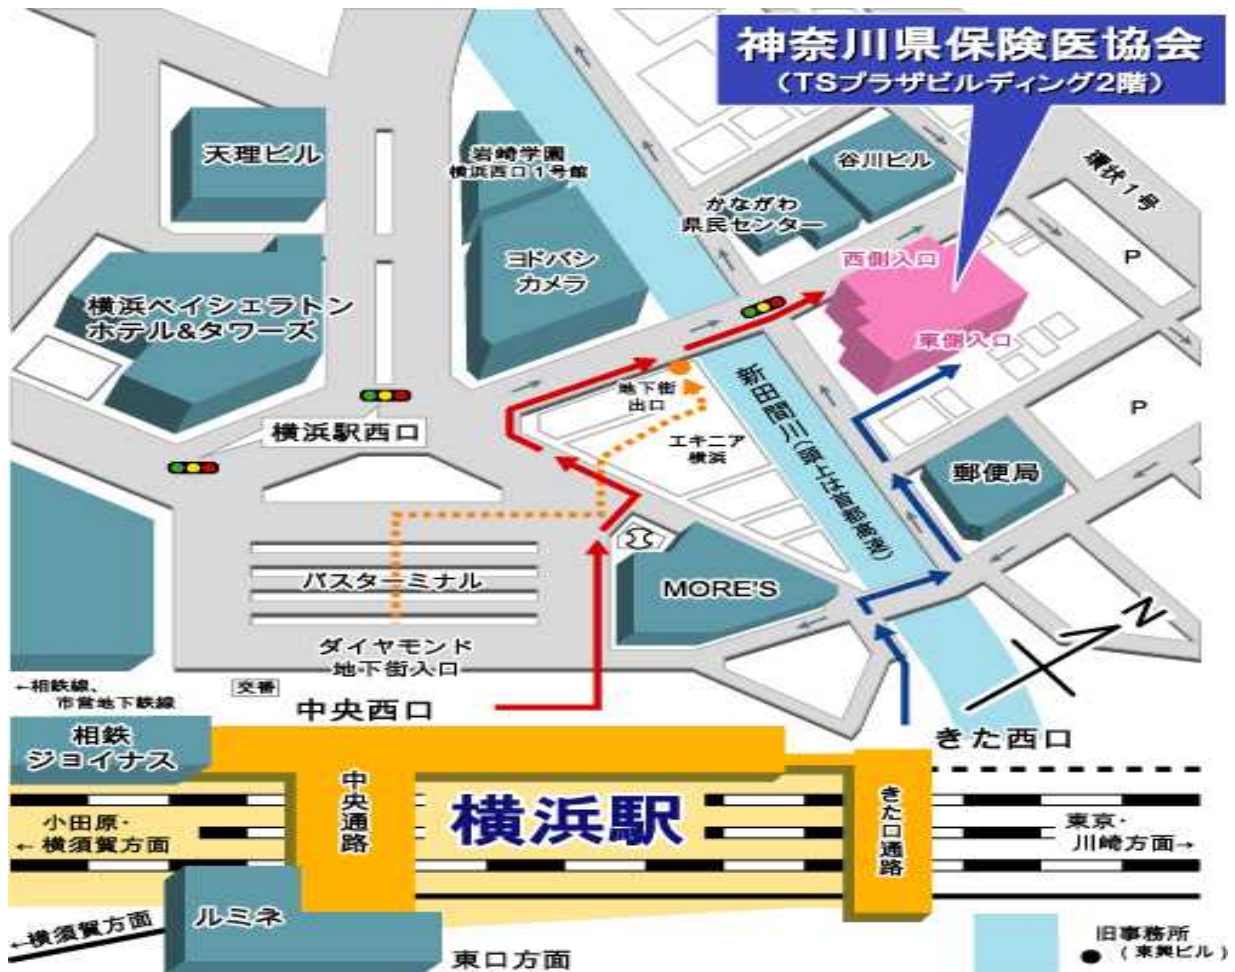 神奈川県保険医協会
（TSプラザビルディング2階）
天理ビル
岩崎学園
横浜西口1号館
谷川ビル
環状1号
かながわ
県民センター
ヨドバシ
カメラ
西側入口
P
横浜ベイシェラトン
ホテル&タワーズ
東側入口
地下街
出口
新田間川（頭上は首都高速）
P
横浜駅西口
エキニア
横浜
郵便局
バスターミナル
MORE'S
N
ダイヤモンド
地下街入口
←相鉄線、
市営地下鉄線
交番
中央西口
きた西口
相鉄
ジョイナス
中央通路
横浜駅
きた口通路
小田原・
←横須賀方面
東京・
川崎方面→
ルミネ
←横須賀方面
東口方面
旧事務所
（東興ビル）